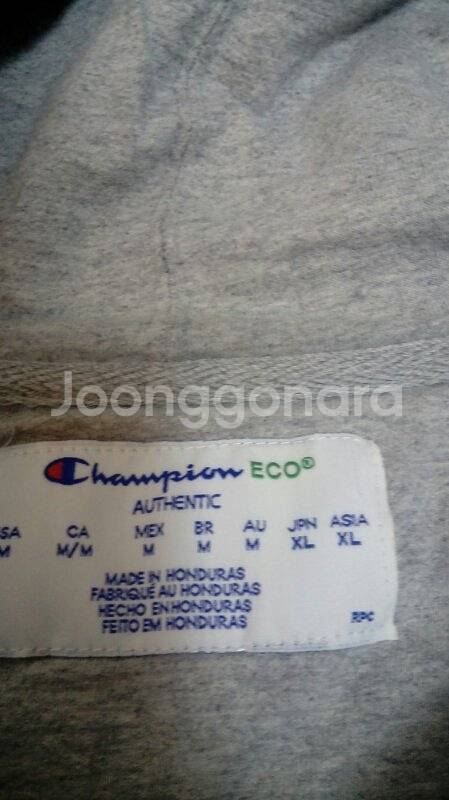 Joonggonara
Champion ECO®
AUTHENTIC
SA CA MEX BR AU JPN ASIA
M M/M M M M XL XL
MADE IN HONDURAS
FABRIQUÉ AU HONDURAS
HECHO EN HONDURAS
FEITO EM HONDURAS
RPC